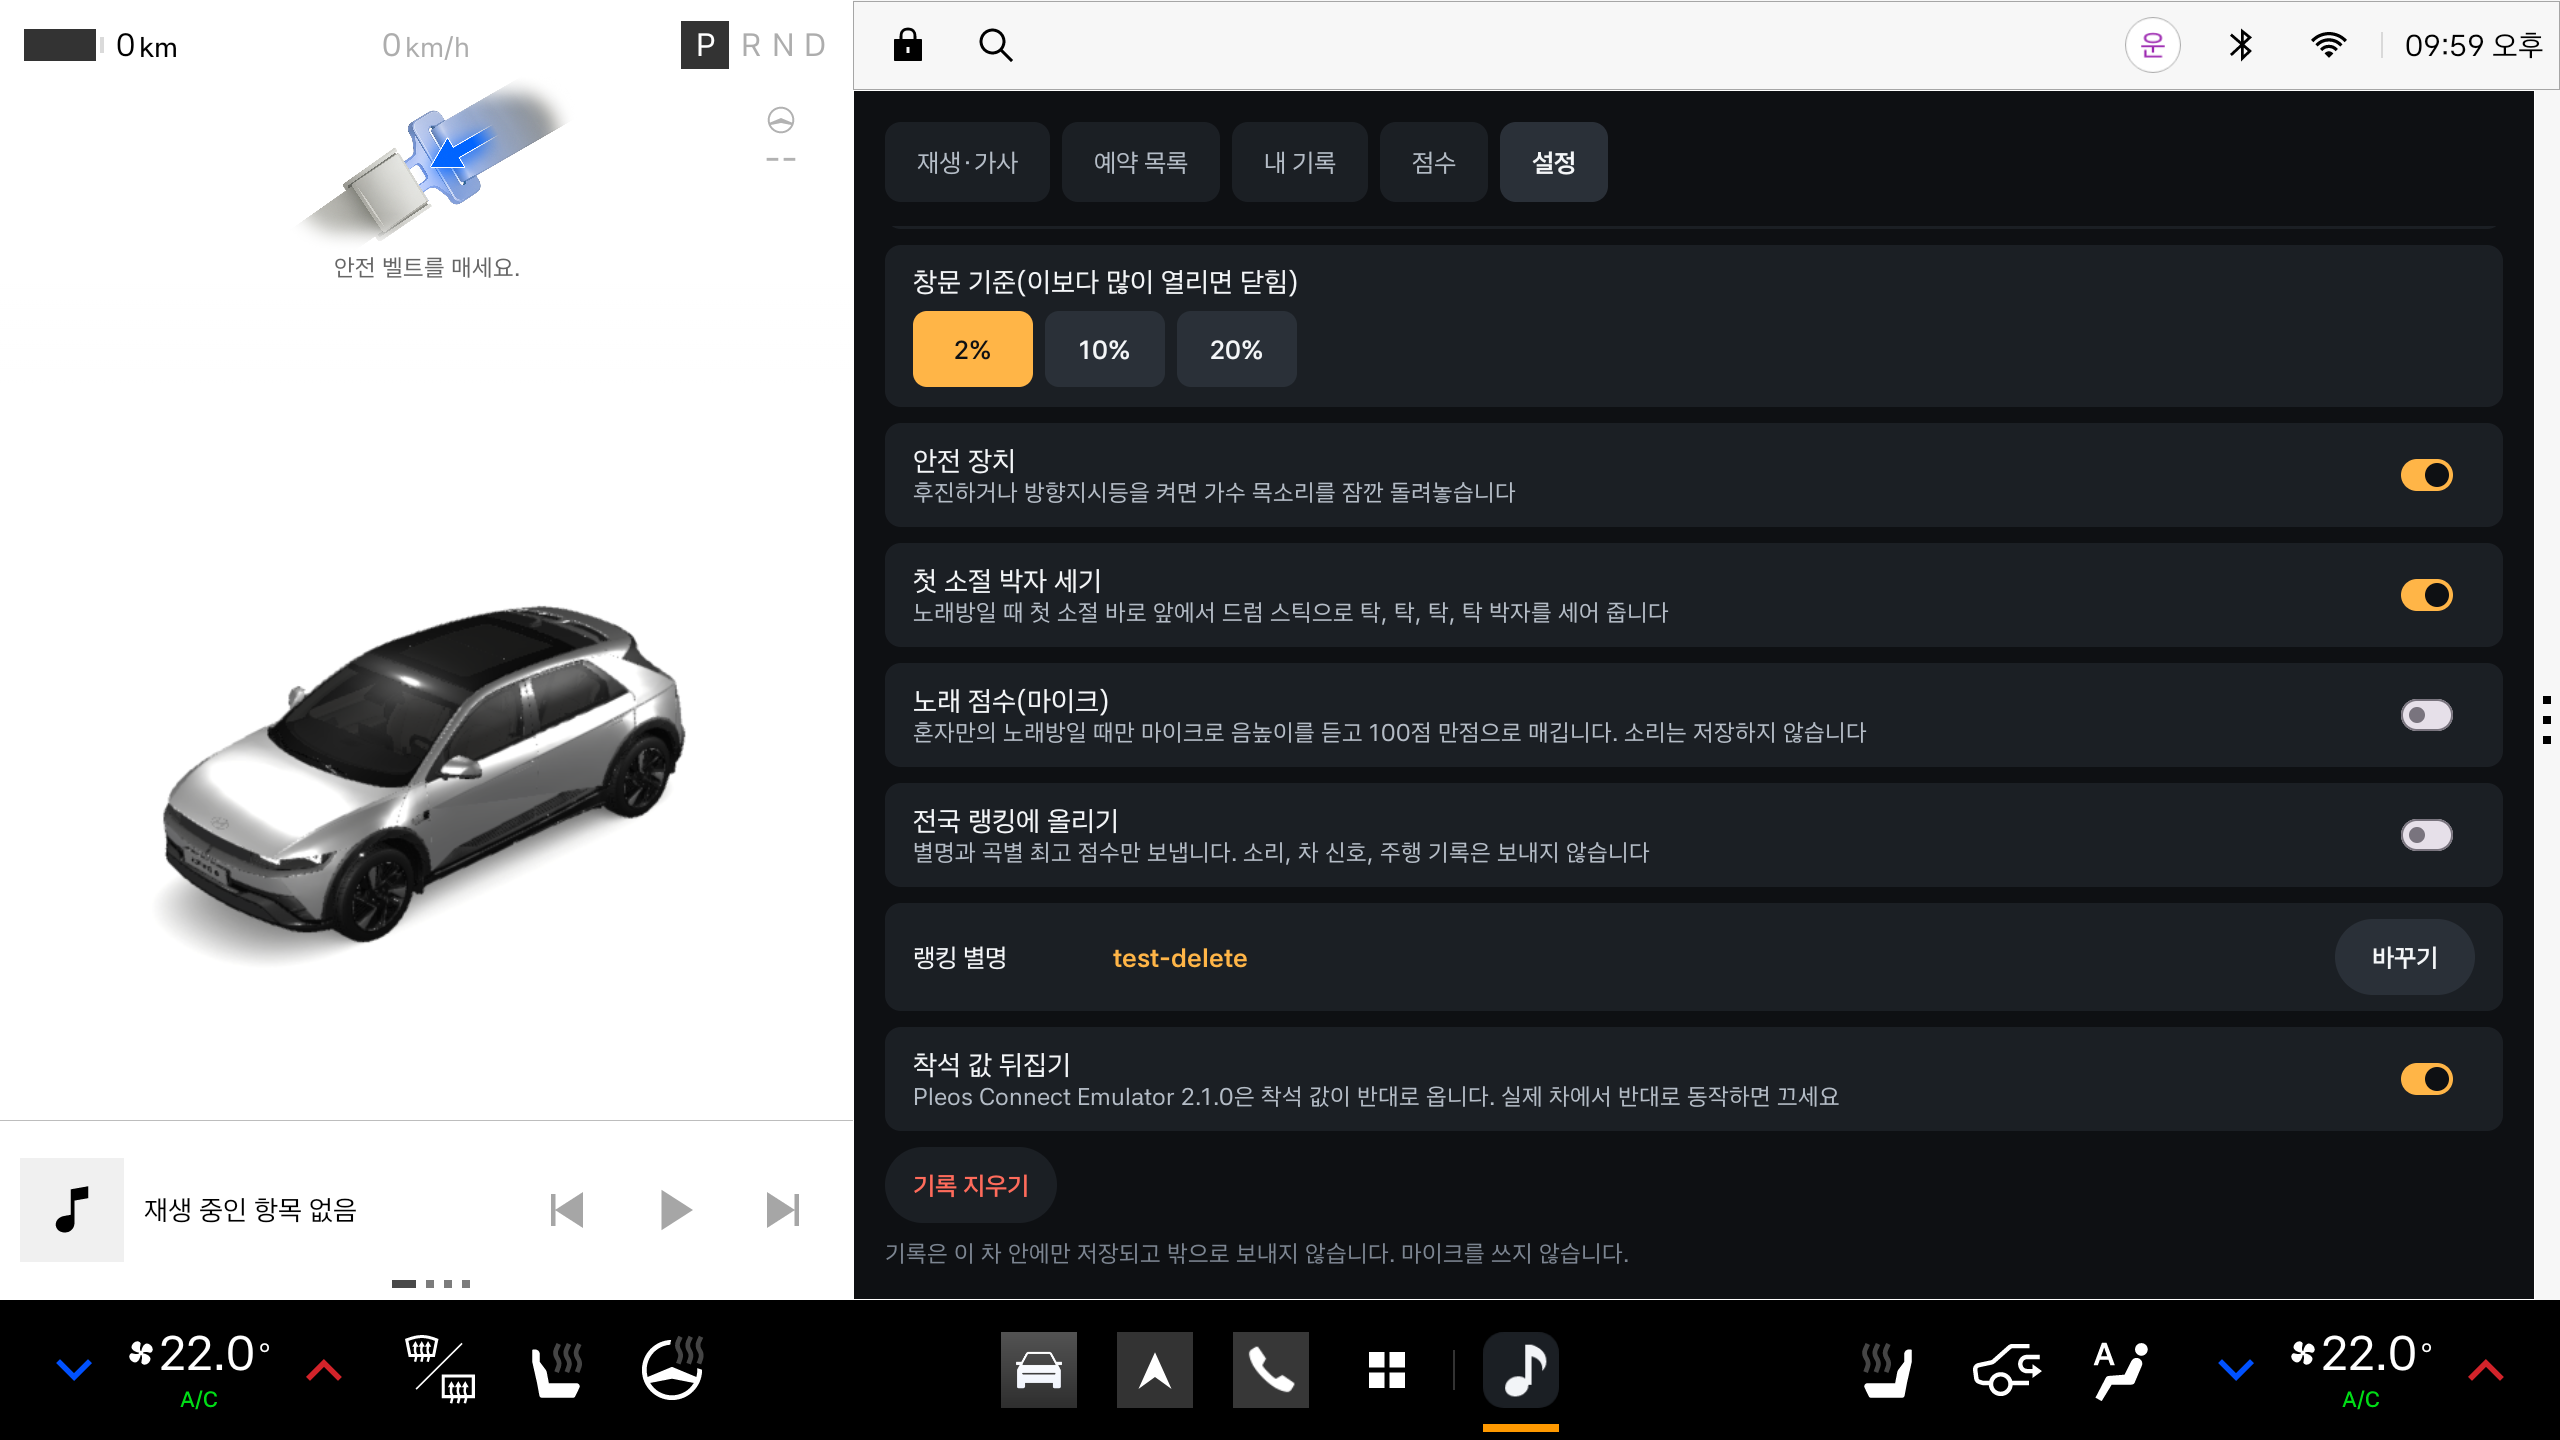 0 km
0 km/h
P R N D
안전 벨트를 매세요.
재생 중인 항목 없음
운
09:59 오후
재생·가사
예약 목록
내 기록
점수
설정
창문 기준(이보다 많이 열리면 닫힘)
2%
10%
20%
안전 장치
후진하거나 방향지시등을 켜면 가수 목소리를 잠깐 돌려놓습니다
첫 소절 박자 세기
노래방일 때 첫 소절 바로 앞에서 드럼 스틱으로 탁, 탁, 탁, 탁 박자를 세어 줍니다
노래 점수(마이크)
혼자만의 노래방일 때만 마이크로 음높이를 듣고 100점 만점으로 매깁니다. 소리는 저장하지 않습니다
전국 랭킹에 올리기
별명과 곡별 최고 점수만 보냅니다. 소리, 차 신호, 주행 기록은 보내지 않습니다
랭킹 별명
test-delete
바꾸기
착석 값 뒤집기
Pleos Connect Emulator 2.1.0은 착석 값이 반대로 옵니다. 실제 차에서 반대로 동작하면 끄세요
기록 지우기
기록은 이 차 안에만 저장되고 밖으로 보내지 않습니다. 마이크를 쓰지 않습니다.
22.0°
A/C
A
22.0°
A/C